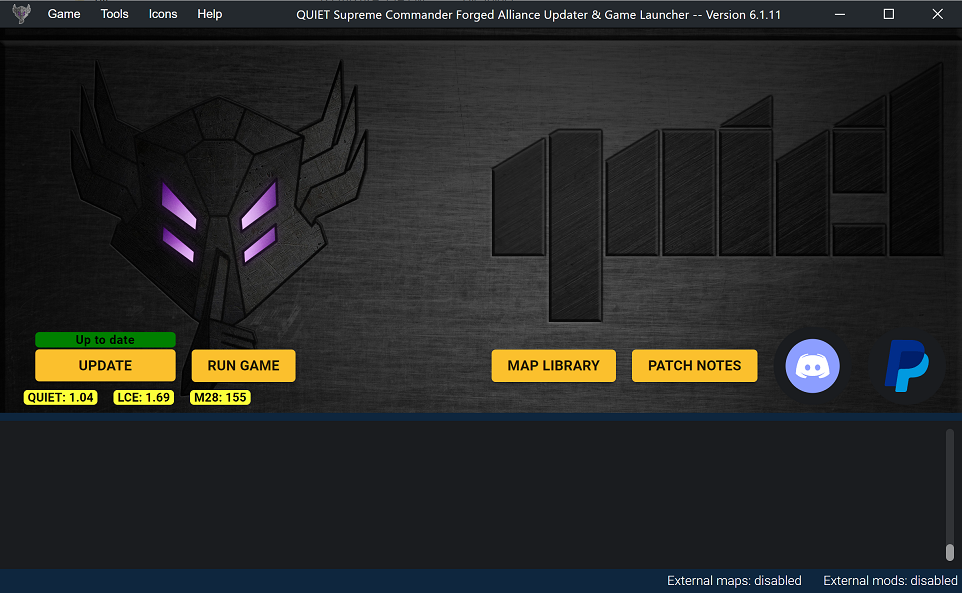 Game Tools Icons Help QUIET Supreme Commander Forged Alliance Updater & Game Launcher -- Version 6.1.11
quiet
Up to date
UPDATE RUN GAME MAP LIBRARY PATCH NOTES
QUIET: 1.04 LCE: 1.69 M28: 155
External maps: disabled External mods: disabled